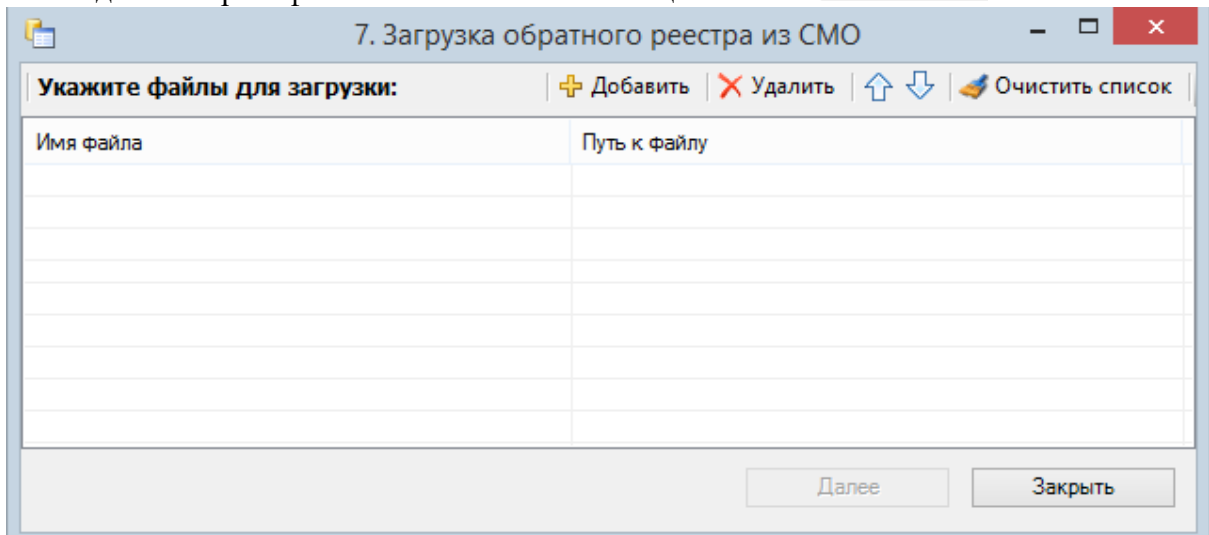 7. Загрузка обратного реестра из СМО
Укажите файлы для загрузки: Добавить Удалить Очистить список
Имя файла Путь к файлу
Далее Закрыть